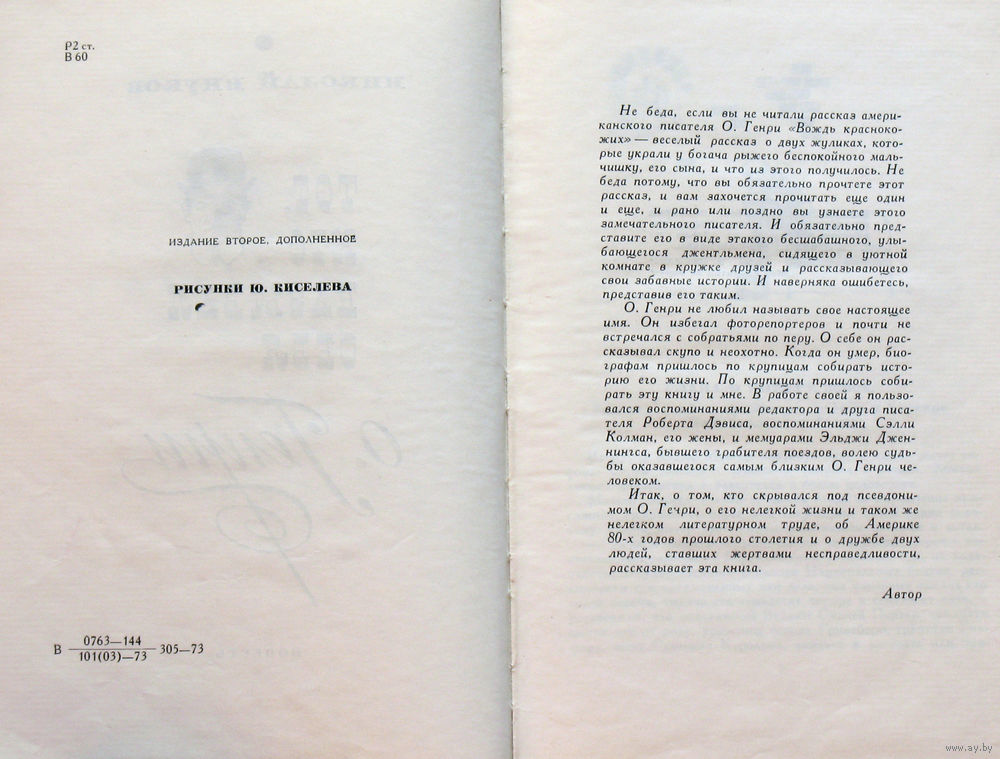 Р2 ст.
В 60
ИЗДАНИЕ ВТОРОЕ, ДОПОЛНЕННОЕ
РИСУНКИ Ю. КИСЕЛЕВА
В 0763—144
101(03)—73 305—73
Не беда, если вы не читали рассказ амери-
канского писателя О. Генри «Вождь краснохо-
жих» — веселый рассказ о двух жуликах, кото-
рые украли у богача рыжего беспокойного маль-
чишку, его сына, и что из этого получилось. Не
беда потому, что вы обязательно прочтете этот
рассказ, и вам захочется прочитать еще один
и еще, и рано или поздно вы узнаете этого
замечательного писателя. И обязательно пред-
ставите его в виде этакого бесшабашного, улы-
бающегося джентльмена, сидящего в уютной
комнате в кружке друзей и рассказывающего
свои забавные истории. И наверняка ошибетесь,
представив его таким.
О. Генри не любил называть свое настоящее
имя. Он избегал фоторепортеров и почти не
встречался с собратьями по перу. О себе он рас-
сказывал скупо и неохотно. Когда он умер, био-
графам пришлось по крупицам собирать исто-
рию его жизни. По крупицам пришлось соби-
рать эту книгу и мне. В работе своей я пользо-
вался воспоминаниями редактора и друга писа-
теля Роберта Дэвиса, воспоминаниями Сэлли
Колман, его жены, и мемуарами Эльджи Джен-
нингса, бывшего грабителя поездов, волею судь-
бы оказавшегося самым близким О. Генри че-
ловеком.
Итак, о том, кто скрывался под псевдони-
мом О. Генри, о его нелегкой жизни и таком же
нелегком литературном труде, об Америке
80-х годов прошлого столетия и о дружбе двух
людей, ставших жертвами несправедливости,
рассказывает эта книга.
Автор
www.ay.by